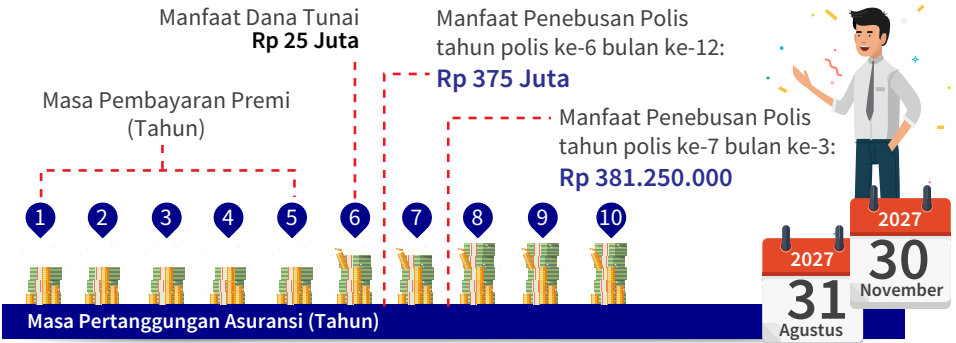 Manfaat Dana Tunai
Rp 25 Juta
Manfaat Penebusan Polis
tahun polis ke-6 bulan ke-12:
Rp 375 Juta
Masa Pembayaran Premi
(Tahun)
Manfaat Penebusan Polis
tahun polis ke-7 bulan ke-3:
Rp 381.250.000
1 2 3 4 5 6 7 8 9 10
2027
31
Agustus
2027
30
November
Masa Pertanggungan Asuransi (Tahun)